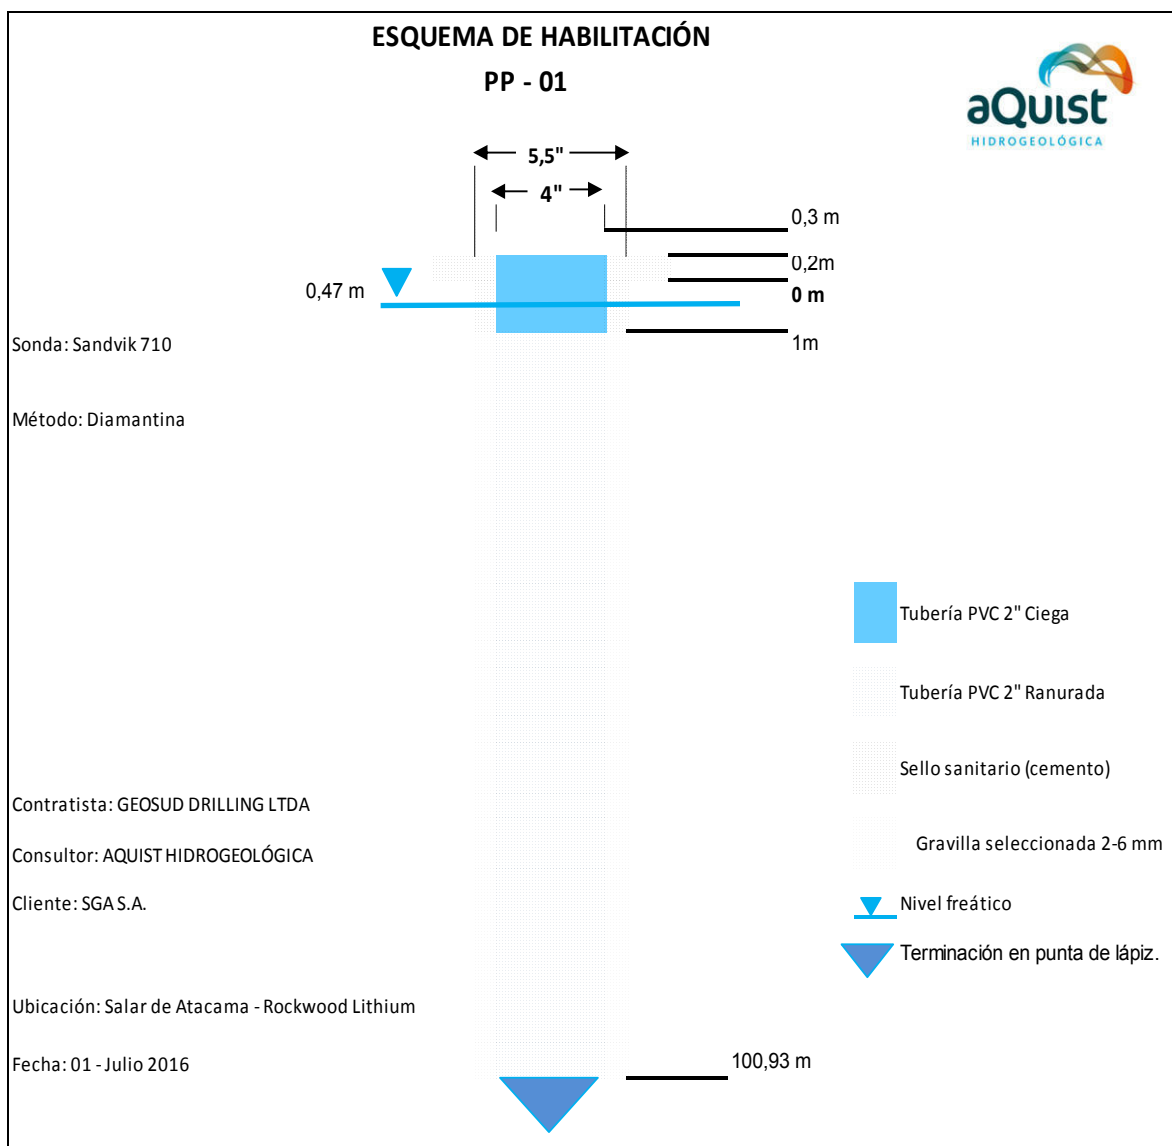 ESQUEMA DE HABILITACIÓN
PP - 01
aQuist
HIDROGEOLÓGICA
5,5"
4"
0,3 m
0,2m
0,47 m
0 m
1m
Sonda: Sandvik 710
Método: Diamantina
Tubería PVC 2" Ciega
Tubería PVC 2" Ranurada
Sello sanitario (cemento)
Contratista: GEOSUD DRILLING LTDA
Gravilla seleccionada 2-6 mm
Consultor: AQUIST HIDROGEOLÓGICA
Cliente: SGA S.A.
Nivel freático
Terminación en punta de lápiz.
Ubicación: Salar de Atacama - Rockwood Lithium
Fecha: 01 - Julio 2016
100,93 m